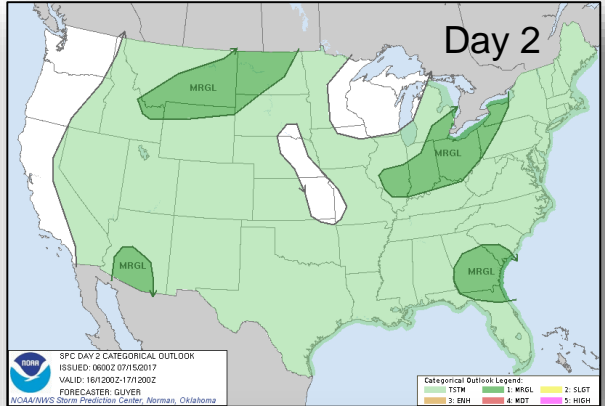 Day 2
MRGL
MRGL
MRGL
MRGL
NOAA
SPC DAY 2 CATEGORICAL OUTLOOK
ISSUED: 0600Z 07/15/2017
VALID: 16/1200Z-17/1200Z
FORECASTER: GUYER
NOAA/NWS Storm Prediction Center, Norman, Oklahoma
Categorical Outlook Legend:
TSTM 1: MRGL 2: SLGT
3: ENH 4: MDT 5: HIGH